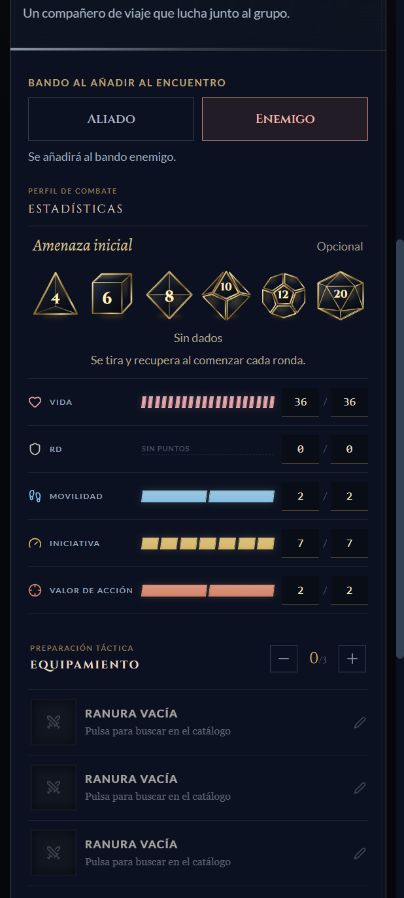 Un compañero de viaje que lucha junto al grupo.
BANDO AL AÑADIR AL ENCUENTRO
ALIADO ENEMIGO
Se añadirá al bando enemigo.
PERFIL DE COMBATE
ESTADÍSTICAS
Amenaza inicial Opcional
4 6 8 10 12 20
Sin dados
Se tira y recupera al comenzar cada ronda.
VIDA 36 / 36
RD SIN PUNTOS 0 / 0
MOVILIDAD 2 / 2
INICIATIVA 7 / 7
VALOR DE ACCIÓN 2 / 2
PREPARACIÓN TÁCTICA
EQUIPAMIENTO − 0/3 +
RANURA VACÍA
Pulsa para buscar en el catálogo
RANURA VACÍA
Pulsa para buscar en el catálogo
RANURA VACÍA
Pulsa para buscar en el catálogo